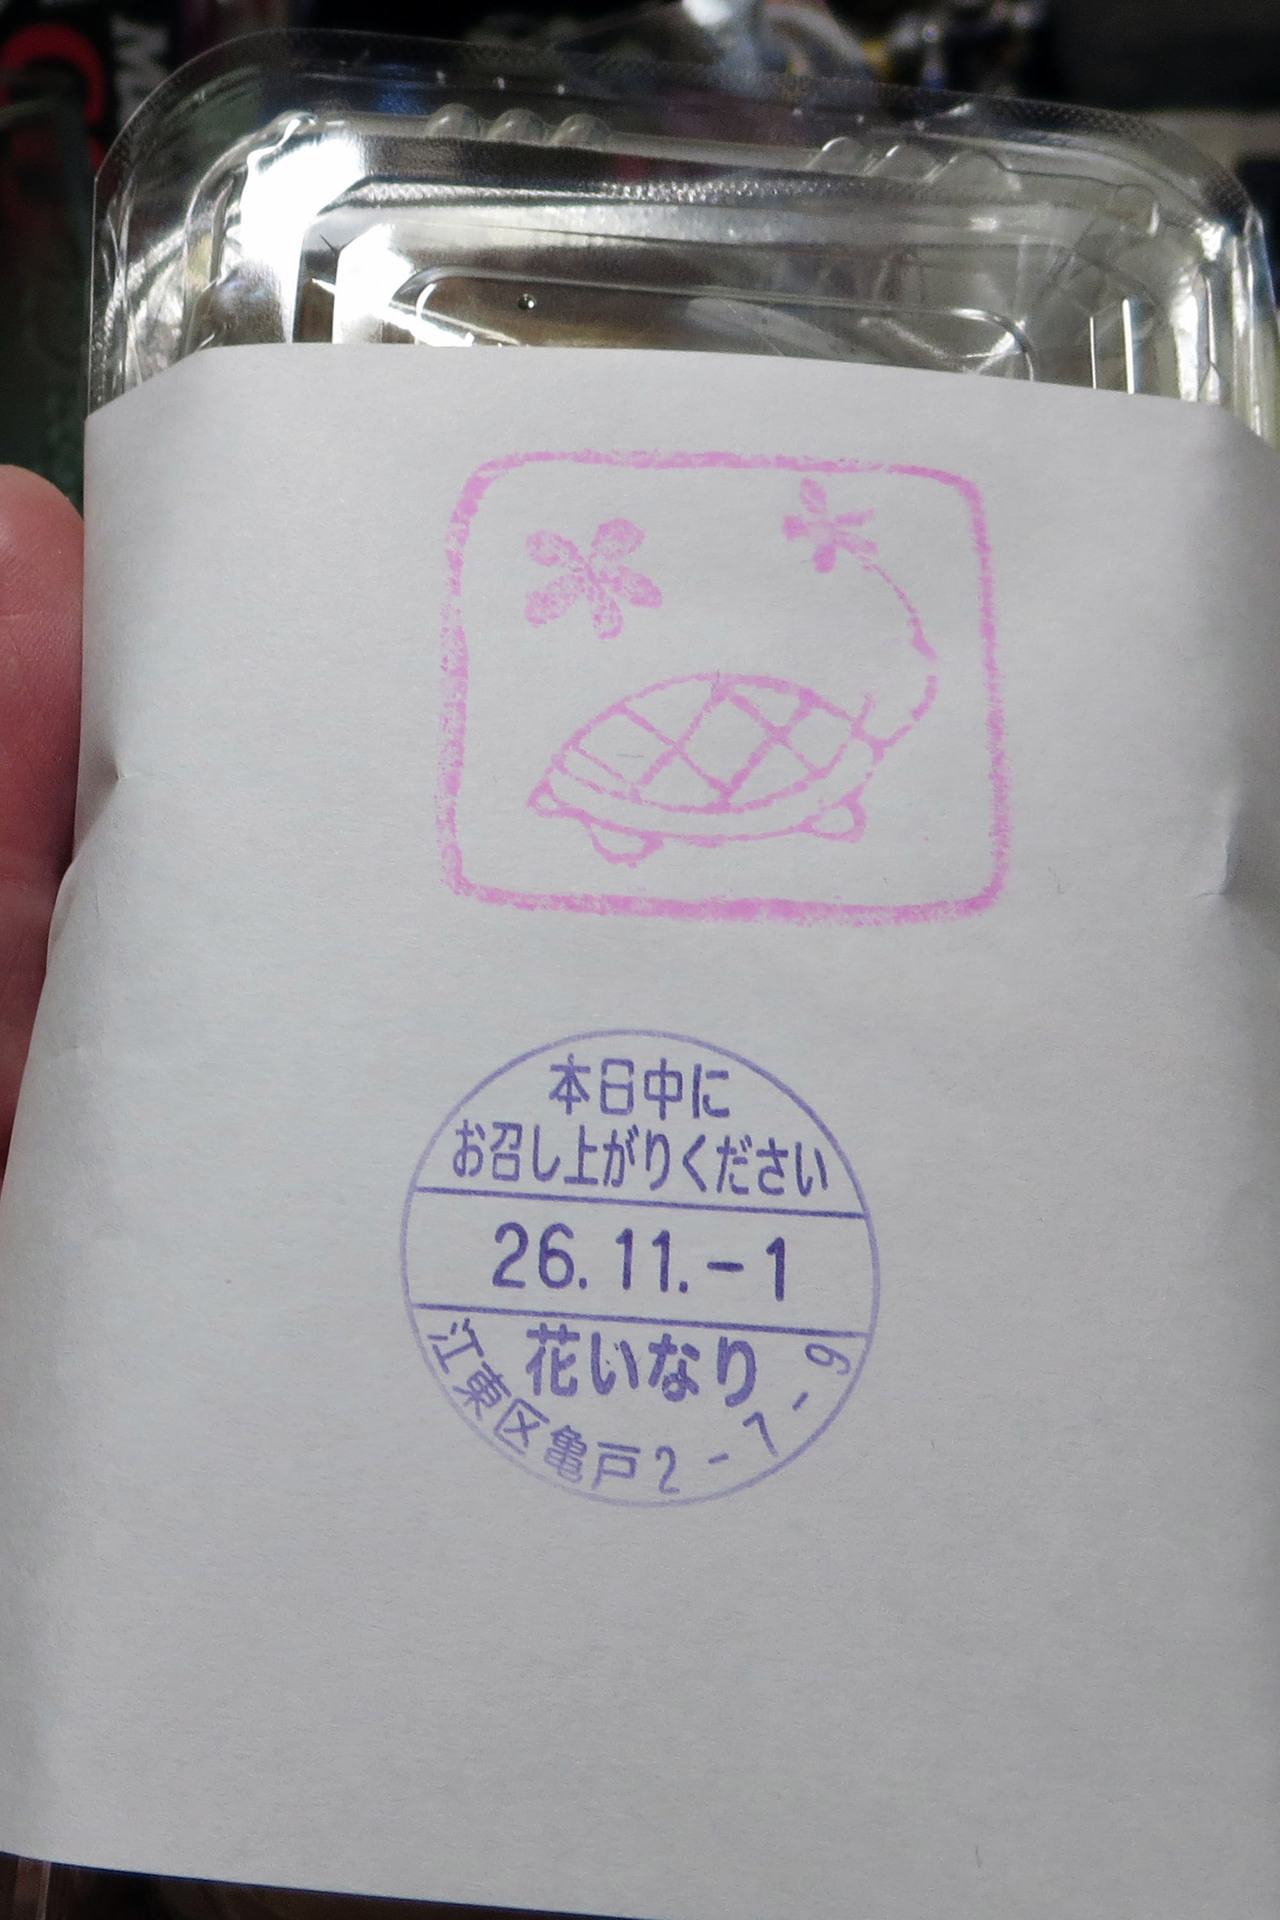 本日中に
お召し上がりください
26.11.-1
花いなり
江東区亀戸2-7-9